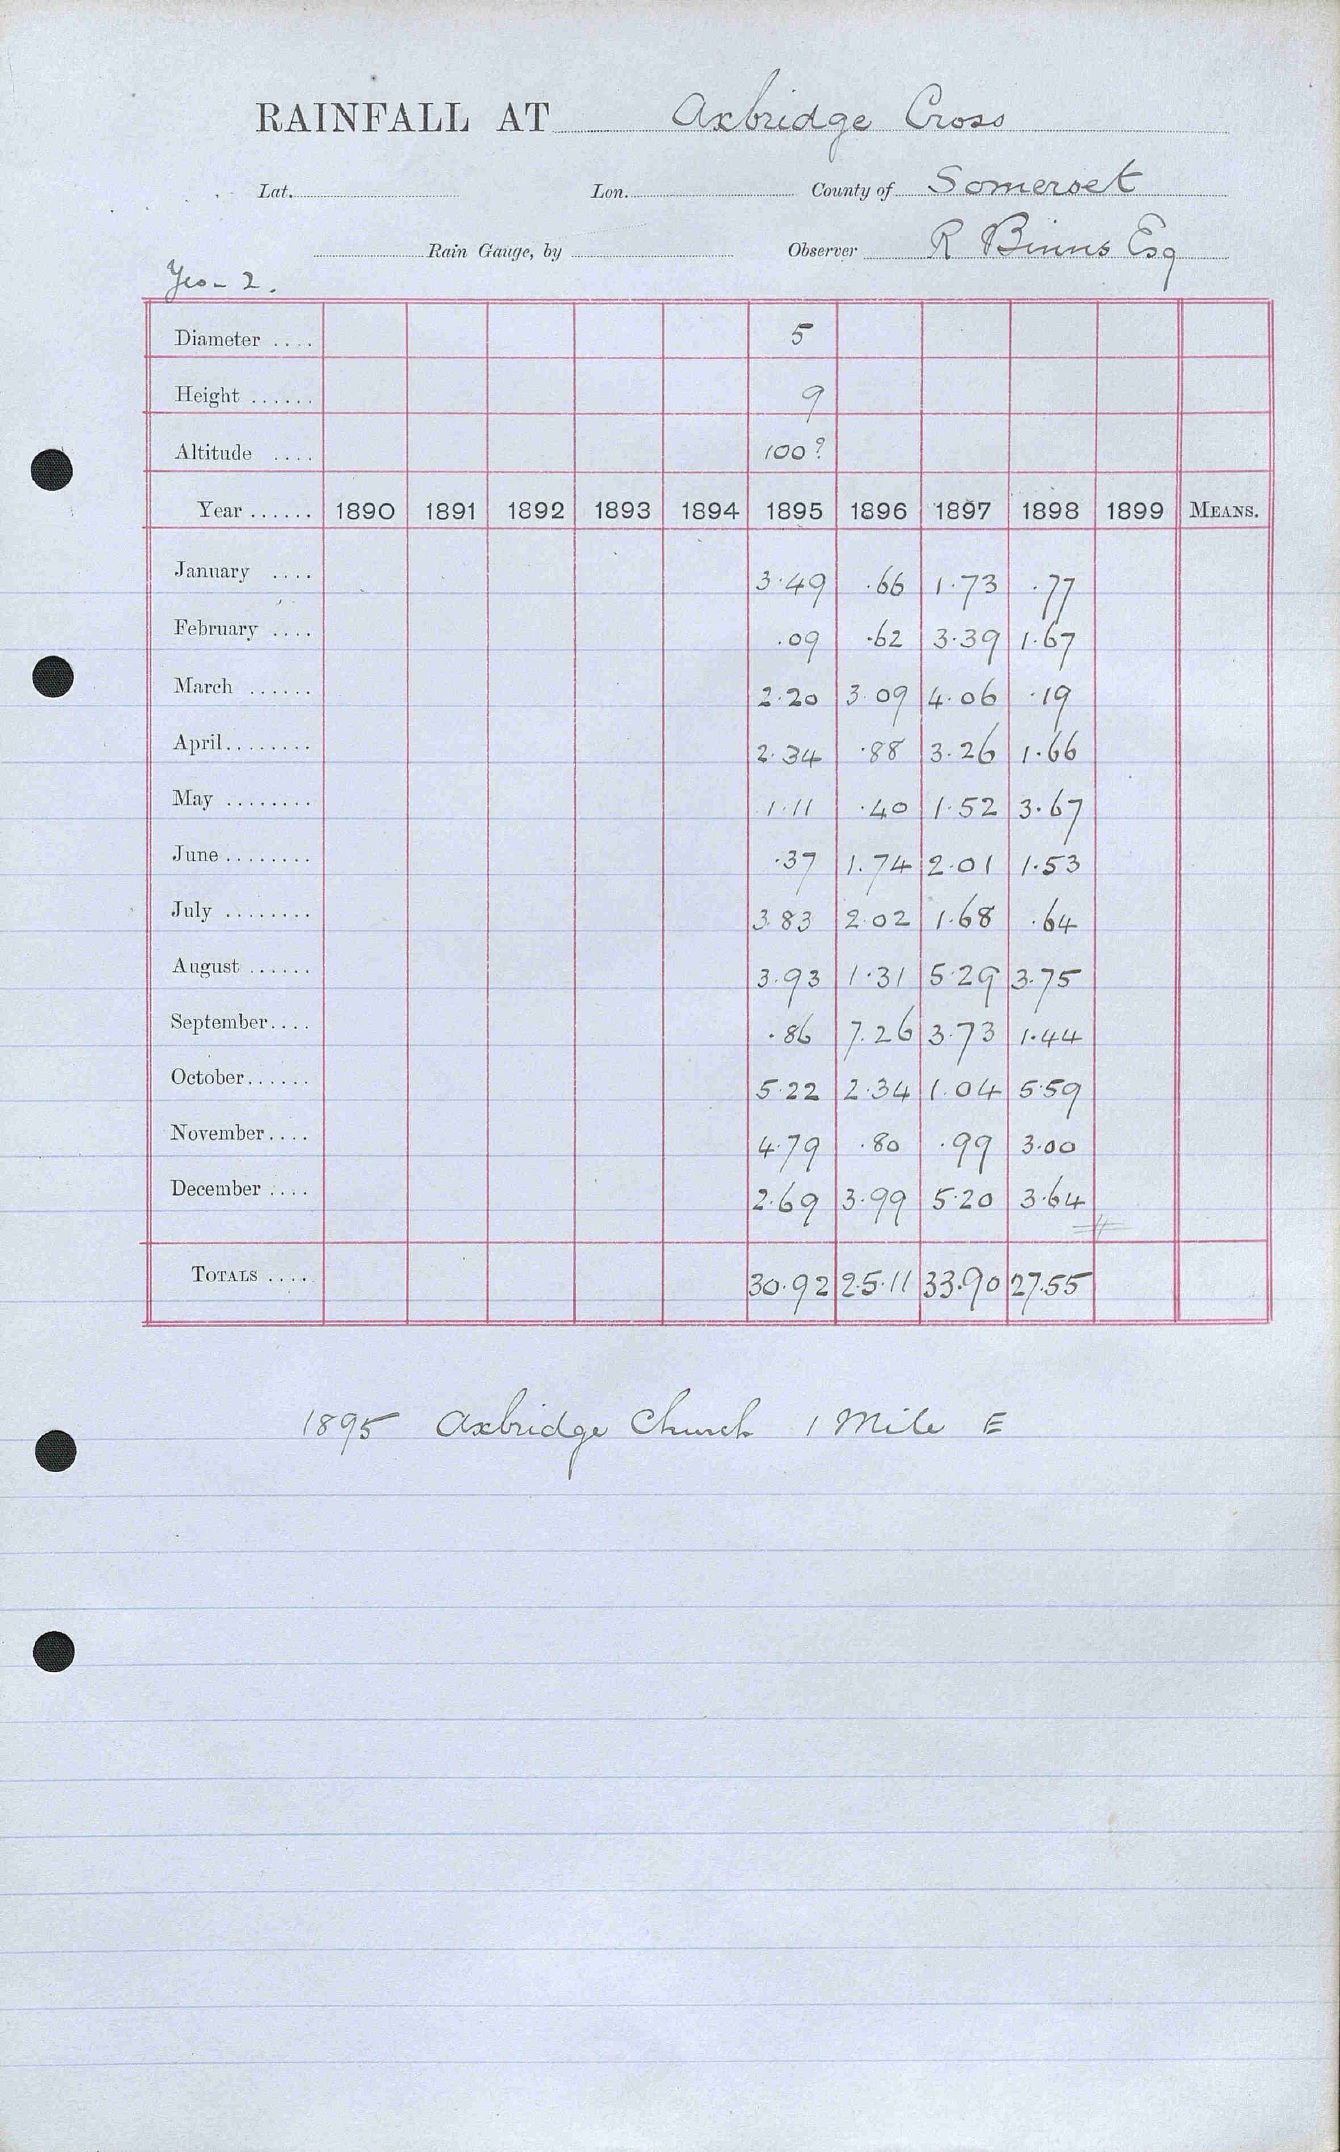 RAINFALL AT Axbridge Cross
Lat. Lon. County of Somerset
Rain Gauge, by Observer R Binns Esq
Yeo - 2.
Diameter .... 5
Height ...... 9
Altitude .... 100?
Year ...... 1890 1891 1892 1893 1894 1895 1896 1897 1898 1899 MEANS.
January .... 3.49 .66 1.73 .77
February .... .09 .62 3.39 1.67
March ...... 2.20 3.09 4.06 .19
April ........ 2.34 .88 3.26 1.66
May ........ 1.11 .40 1.52 3.67
June ........ .37 1.74 2.01 1.53
July ........ 3.83 2.02 1.68 .64
August ...... 3.93 1.31 5.29 3.75
September .... .86 7.26 3.73 1.44
October ...... 5.22 2.34 1.04 5.59
November .... 4.79 .80 .99 3.00
December .... 2.69 3.99 5.20 3.64
TOTALS .... 30.92 25.11 33.90 27.55
1895 Axbridge Church 1 Mile E